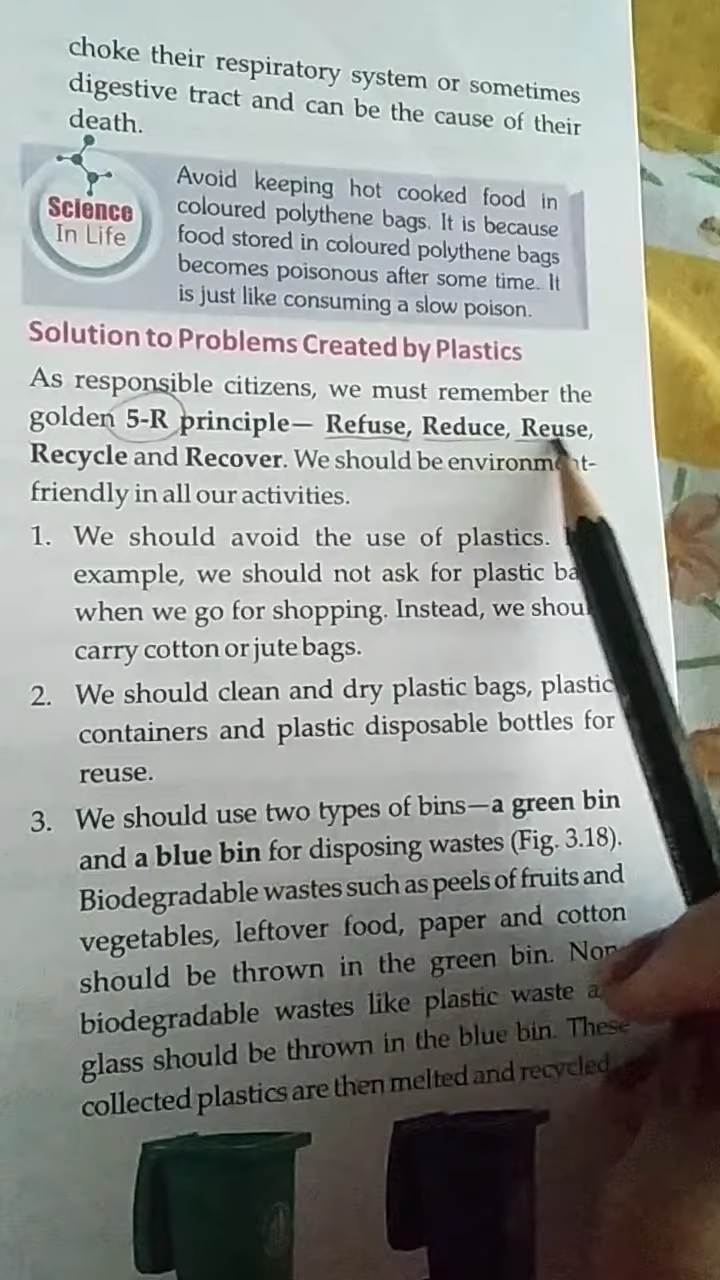 choke their respiratory system or sometimes
digestive tract and can be the cause of their
death.
Science
In Life
Avoid keeping hot cooked food in
coloured polythene bags. It is because
food stored in coloured polythene bags
becomes poisonous after some time. It
is just like consuming a slow poison.
Solution to Problems Created by Plastics
As responsible citizens, we must remember the
golden 5-R principle— Refuse, Reduce, Reuse,
Recycle and Recover. We should be
friendly in all our activities.
1. We should avoid the use of plastics.
example, we should not ask for plastic
when we go for shopping. Instead, we
carry cotton or jute bags.
2. We should clean and dry plastic bags, plastic
containers and plastic disposable bottles for
reuse.
3. We should use two types of bins—a green bin
and a blue bin for disposing wastes (Fig. 3.18).
Biodegradable wastes such as peels of fruits and
vegetables, leftover food, paper and cotton
should be thrown in the green bin.
biodegradable wastes like plastic waste
glass should be thrown in the blue bin. These
collected plastics are then melted and recycled